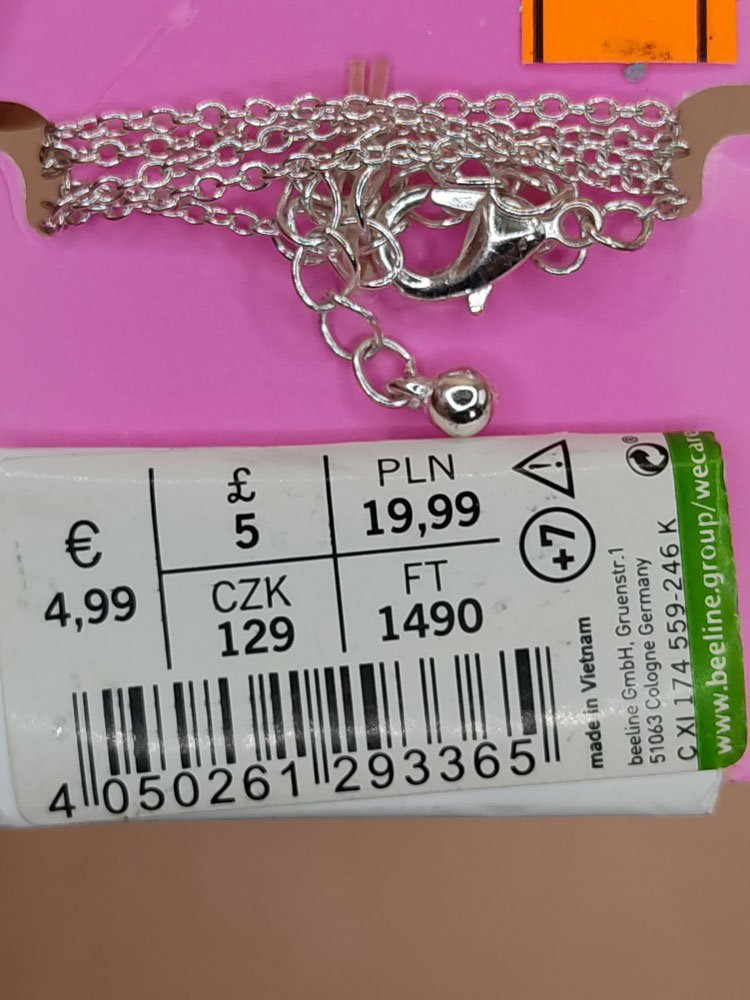 €
4,99
£
5
PLN
19,99
CZK
129
FT
1490
+7
4 050261 293365
made in Vietnam
beeline GmbH, Gruenstr.1
51063 Cologne Germany
C XI 174 559-246 K
www.beeline.group/wecare